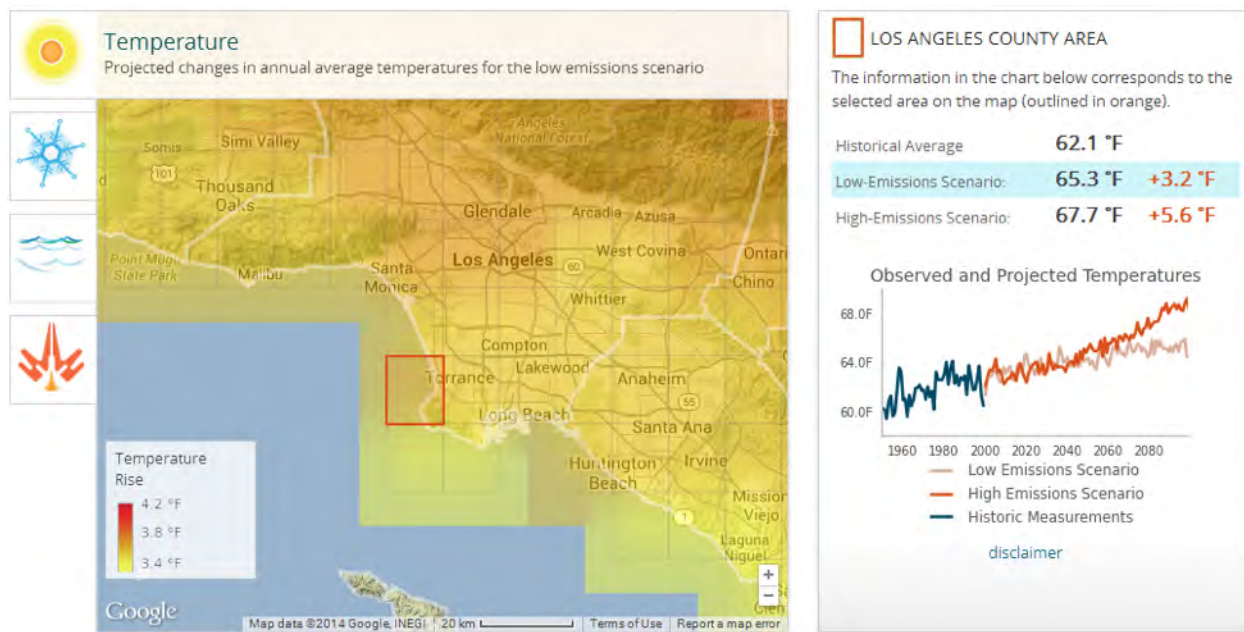 Temperature
Projected changes in annual average temperatures for the low emissions scenario
Angeles
National Forest
Somis
Simi Valley
101
Thousand
Oaks
Glendale
Arcadia
Azusa
Point Mugu
State Park
Malibu
Santa
Monica
Los Angeles
60
West Covina
Ontari
Chino
Whittier
Compton
Lakewood
Torrance
Anaheim
55
Long Beach
Santa Ana
Huntington
Beach
Irvine
Mission
Viejo
1
Laguna
Niguel
Temperature
Rise
4.2 °F
3.8 °F
3.4 °F
+
−
Google
Map data ©2014 Google, INEGI
20 km
Terms of Use
Report a map error
LOS ANGELES COUNTY AREA
The information in the chart below corresponds to the
selected area on the map (outlined in orange).
Historical Average 62.1 °F
Low-Emissions Scenario: 65.3 °F +3.2 °F
High-Emissions Scenario: 67.7 °F +5.6 °F
Observed and Projected Temperatures
68.0F
64.0F
60.0F
1960 1980 2000 2020 2040 2060 2080
Low Emissions Scenario
High Emissions Scenario
Historic Measurements
disclaimer